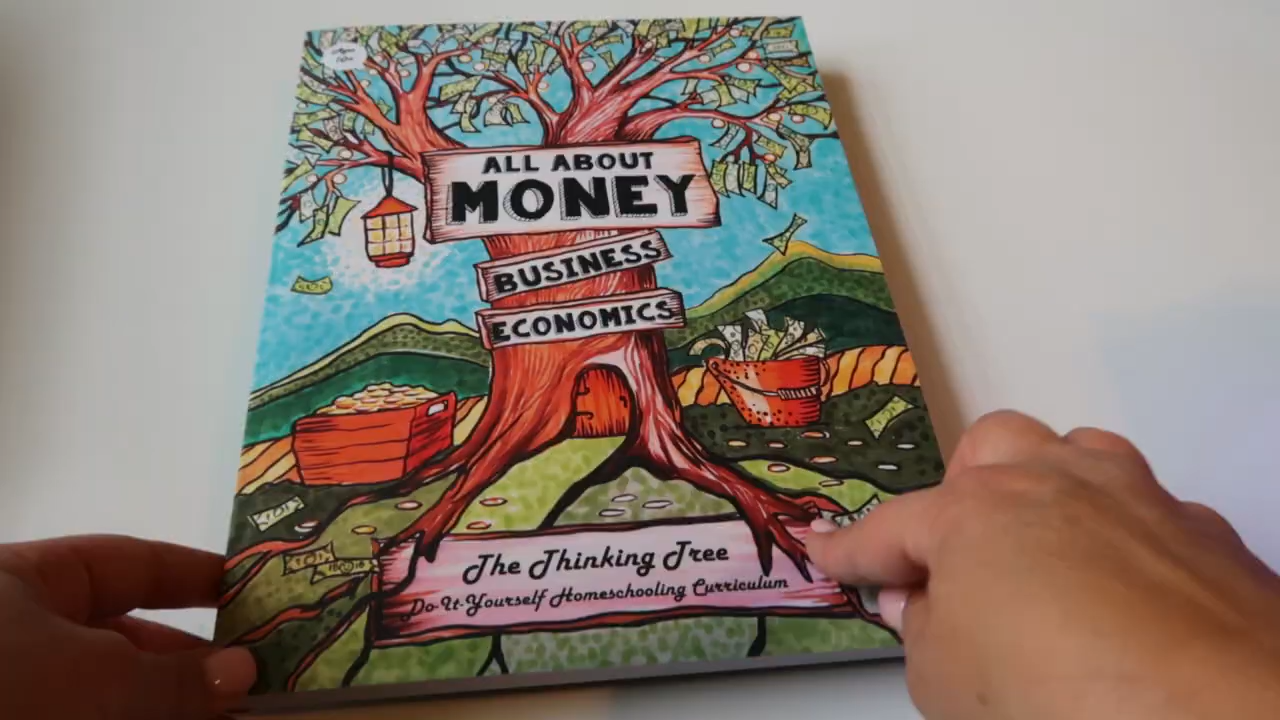 ALL ABOUT
MONEY
BUSINESS
ECONOMICS
The Thinking Tree
Do-It-Yourself Homeschooling Curriculum